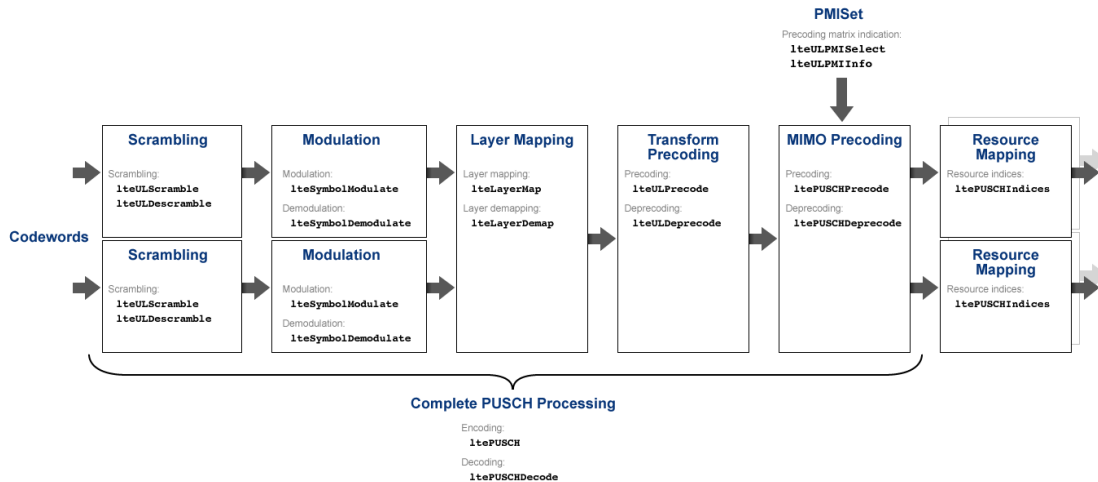 PMISet
Precoding matrix indication:
lteULPMISelect
lteULPMIInfo
Codewords
Scrambling
Scrambling:
lteULScramble
lteULDescramble
Scrambling
Scrambling:
lteULScramble
lteULDescramble
Modulation
Modulation:
lteSymbolModulate
Demodulation:
lteSymbolDemodulate
Modulation
Modulation:
lteSymbolModulate
Demodulation:
lteSymbolDemodulate
Layer Mapping
Layer mapping:
lteLayerMap
Layer demapping:
lteLayerDemap
Transform
Precoding
Precoding:
lteULPrecode
Deprecoding:
lteULDeprecode
MIMO Precoding
Precoding:
ltePUSCHPrecode
Deprecoding:
ltePUSCHDeprecode
Resource
Mapping
Resource indices:
ltePUSCHIndices
Resource
Mapping
Resource indices:
ltePUSCHIndices
Complete PUSCH Processing
Encoding:
ltePUSCH
Decoding:
ltePUSCHDecode